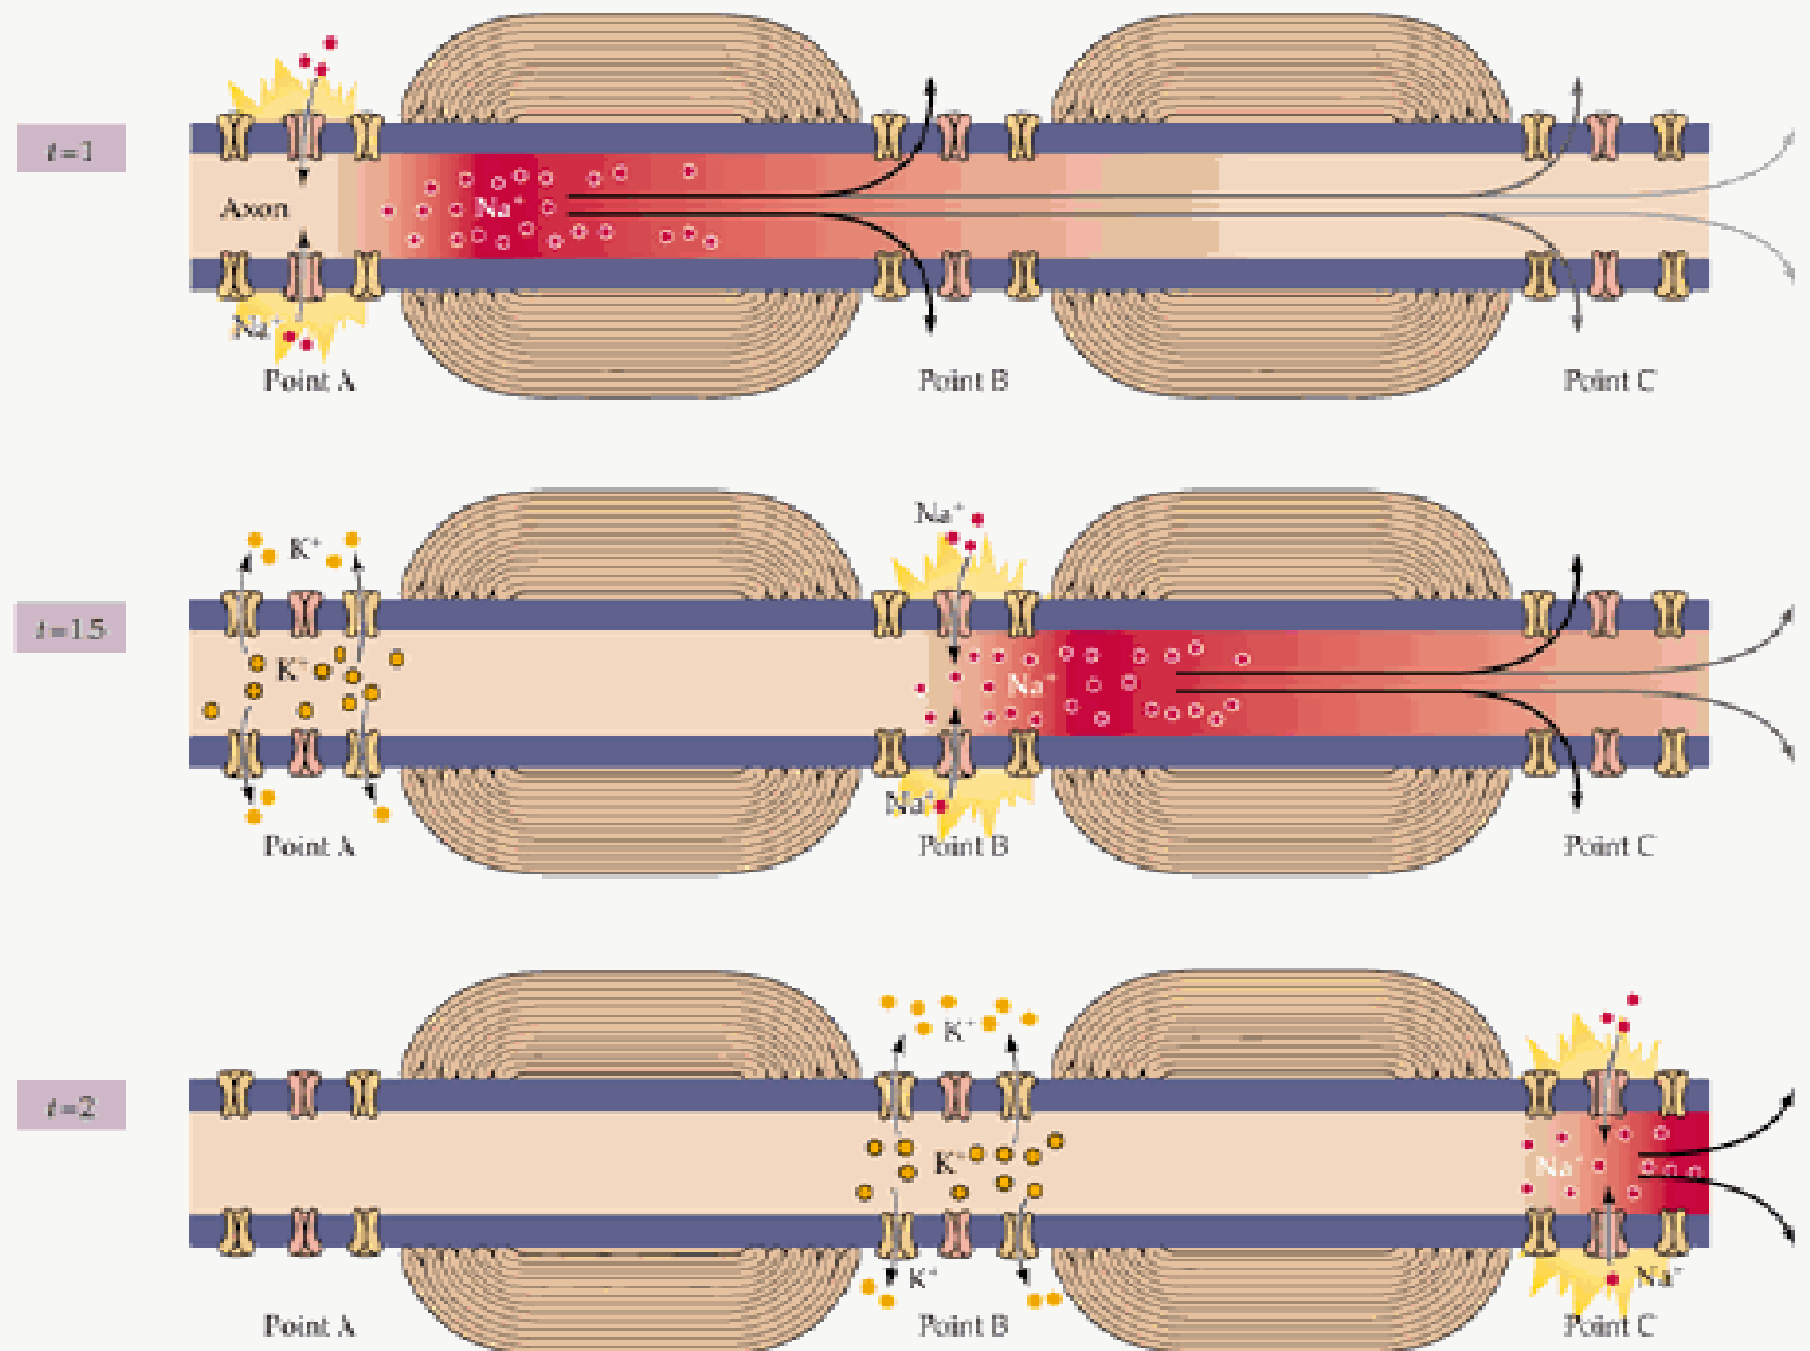 t=1
Axon
Na+
Na+
Point A
Point B
Point C
t=1.5
K+
K+
Na+
Na+
Na+
Point A
Point B
Point C
t=2
K+
K+
Na+
K+
Na+
Point A
Point B
Point C